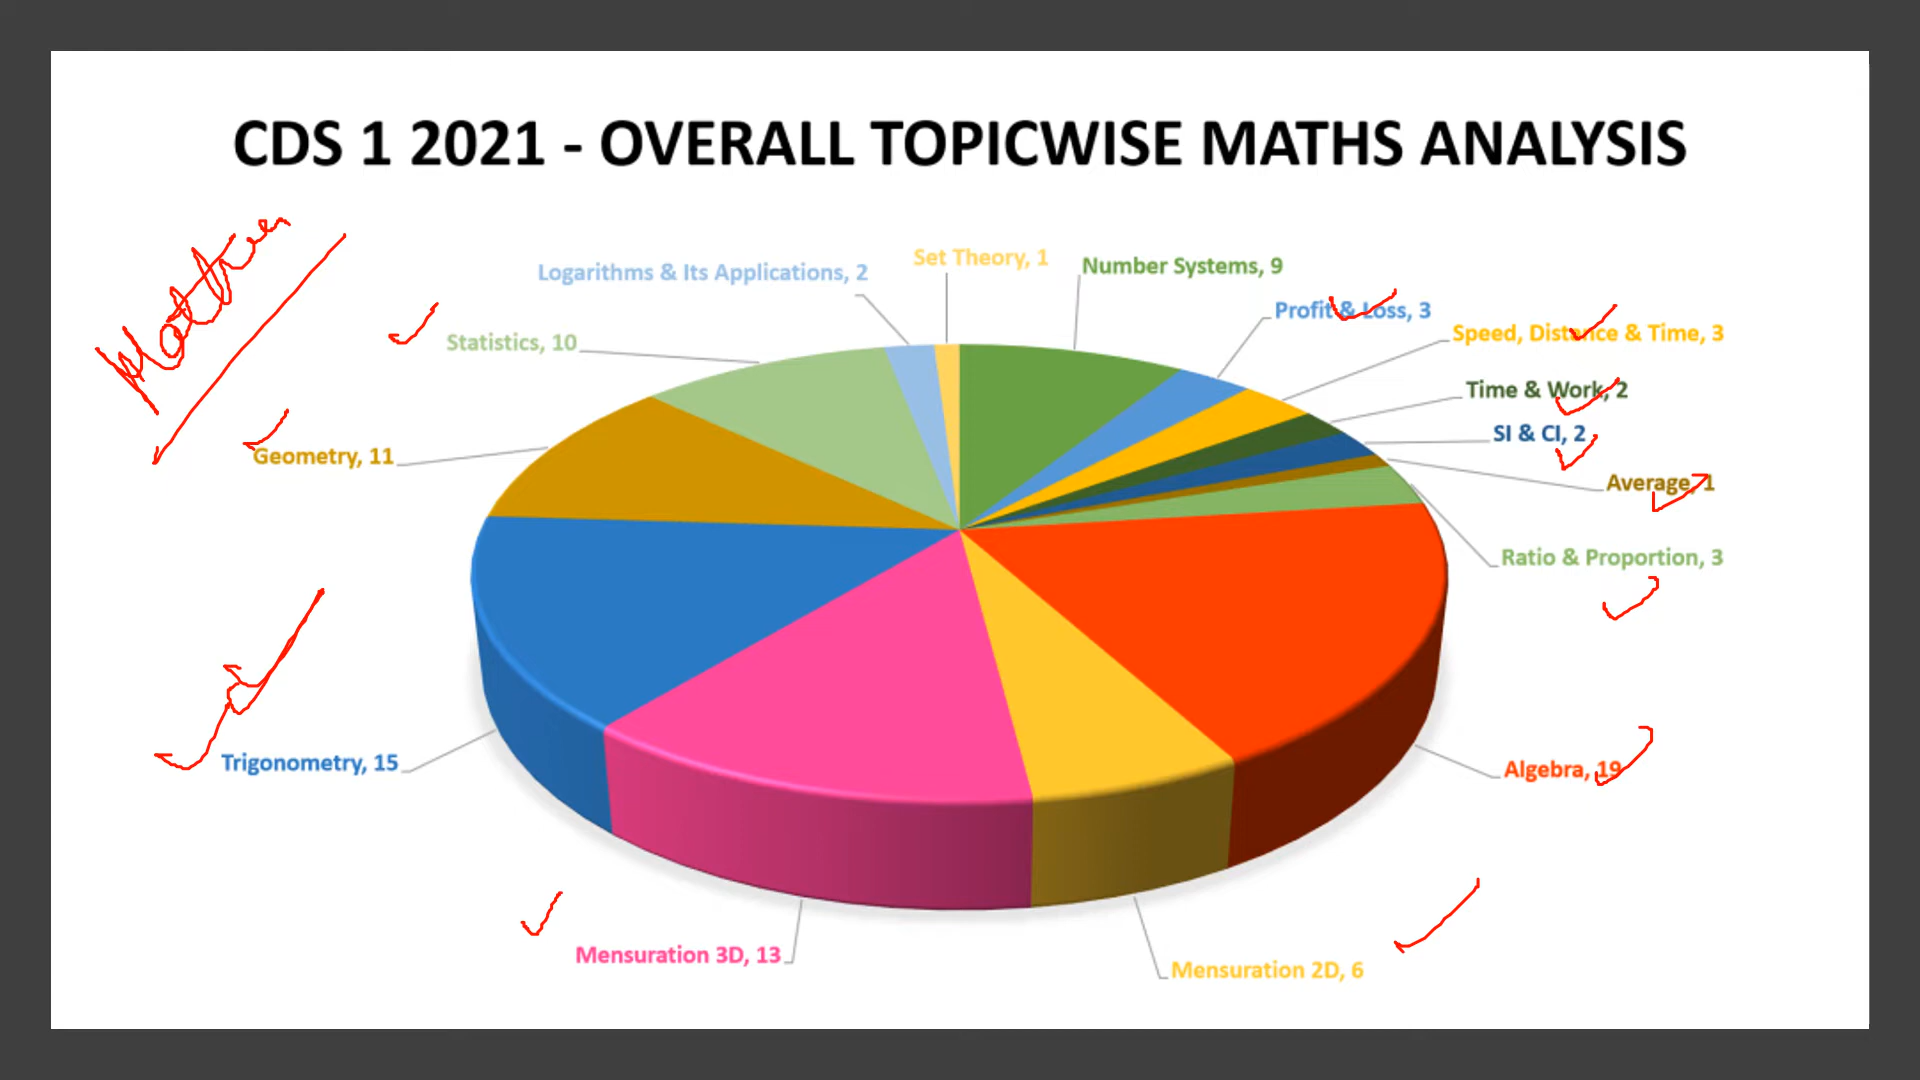 CDS 1 2021 - OVERALL TOPICWISE MATHS ANALYSIS
Set Theory, 1
Number Systems, 9
Logarithms & Its Applications, 2
Profit & Loss, 3
Speed, Distance & Time, 3
Statistics, 10
Time & Work, 2
SI & CI, 2
Geometry, 11
Average, 1
Ratio & Proportion, 3
Trigonometry, 15
Algebra, 19
Mensuration 3D, 13
Mensuration 2D, 6